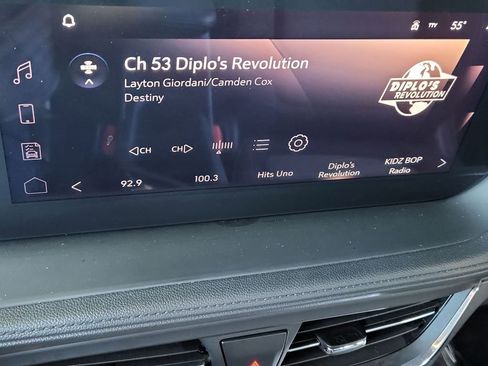 TTY 55°
Ch 53 Diplo's Revolution
Layton Giordani/Camden Cox
Destiny
DIPLO'S
REVOLUTION
CH CH
92.9 100.3 Hits Uno Diplo's Revolution KIDZ BOP Radio